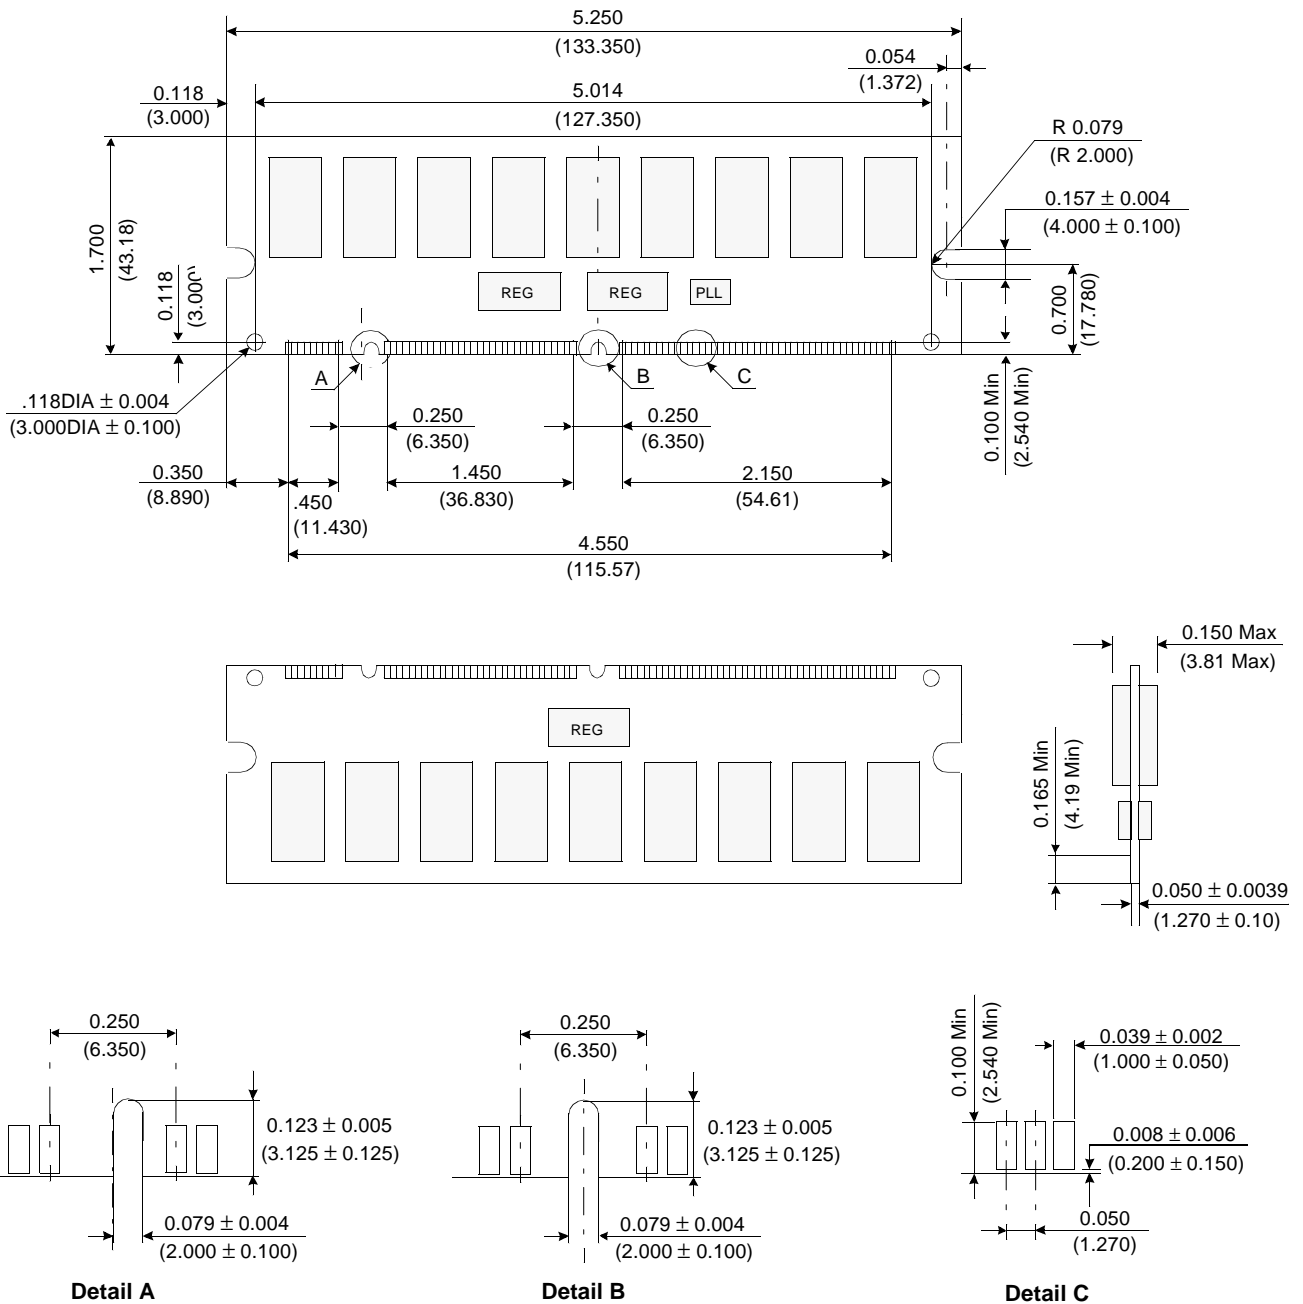 5.250
(133.350)
0.054
(1.372)
0.118
(3.000)
5.014
(127.350)
R 0.079
(R 2.000)
0.157 ± 0.004
(4.000 ± 0.100)
1.700
(43.18)
0.118
(3.000)
REG
REG
PLL
0.700
(17.780)
A
B
C
.118DIA ± 0.004
(3.000DIA ± 0.100)
0.250
(6.350)
0.250
(6.350)
0.100 Min
(2.540 Min)
0.350
(8.890)
.450
(11.430)
1.450
(36.830)
2.150
(54.61)
4.550
(115.57)
0.150 Max
(3.81 Max)
REG
0.165 Min
(4.19 Min)
0.050 ± 0.0039
(1.270 ± 0.10)
0.250
(6.350)
0.123 ± 0.005
(3.125 ± 0.125)
0.079 ± 0.004
(2.000 ± 0.100)
Detail A
0.250
(6.350)
0.123 ± 0.005
(3.125 ± 0.125)
0.079 ± 0.004
(2.000 ± 0.100)
Detail B
0.100 Min
(2.540 Min)
0.039 ± 0.002
(1.000 ± 0.050)
0.008 ± 0.006
(0.200 ± 0.150)
0.050
(1.270)
Detail C